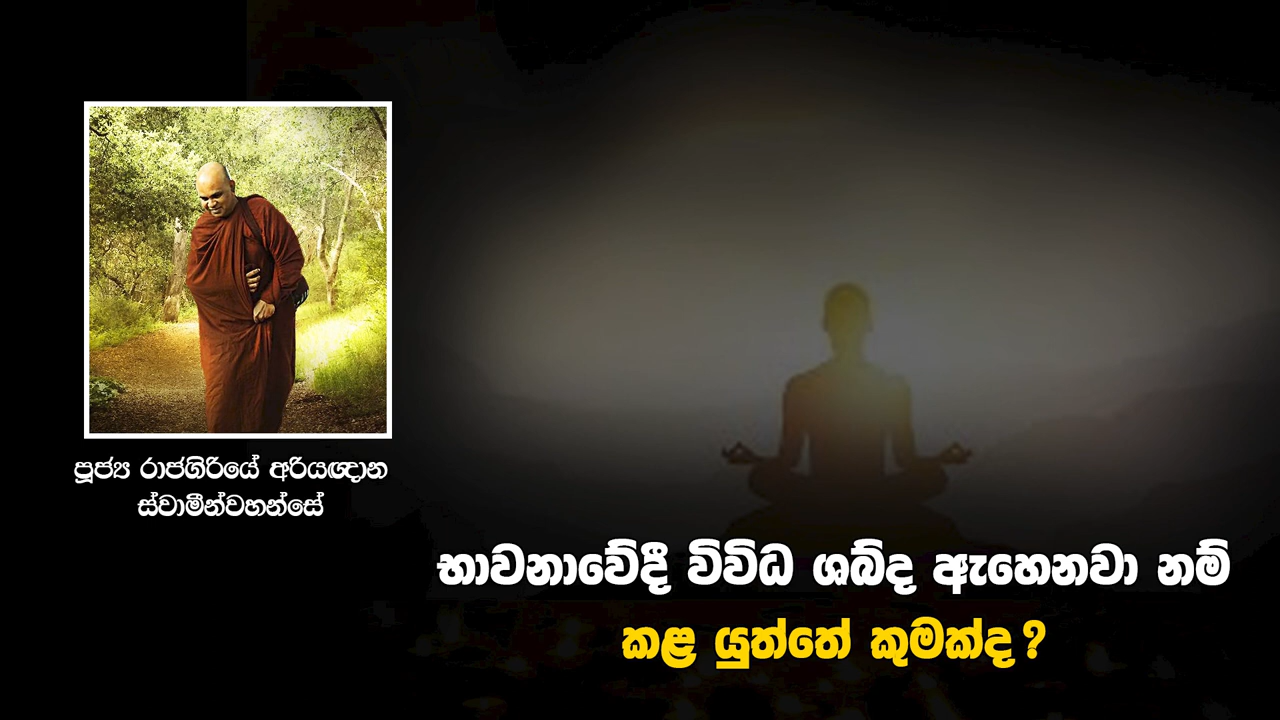 පූජ්‍ය රාජගිරියේ අරියඥාන
ස්වාමීන්වහන්සේ
භාවනාවේදී විවිධ ශබ්ද ඇහෙනවා නම්
කළ යුත්තේ කුමක්ද ?